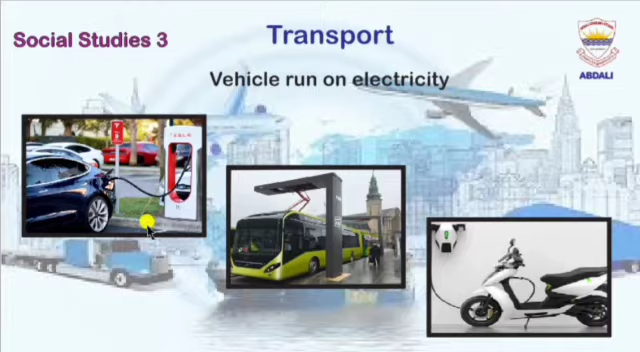 Social Studies 3
Transport
ABDALI
Vehicle run on electricity